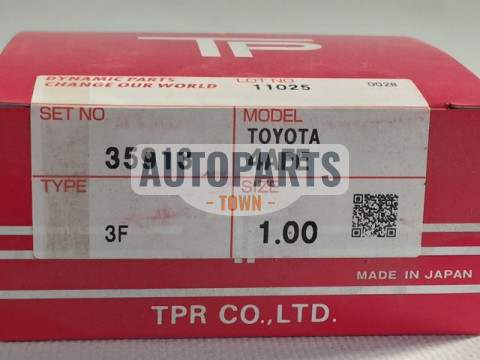 TP
DYNAMIC PARTS
CHANGE OUR WORLD
LOT NO
11025
0028
SET NO.
MODEL
TOYOTA
35913
AUTOPARTS
TYPE
SIZE
TOWN
3F
1.00
MADE IN JAPAN
TPR CO.,LTD.